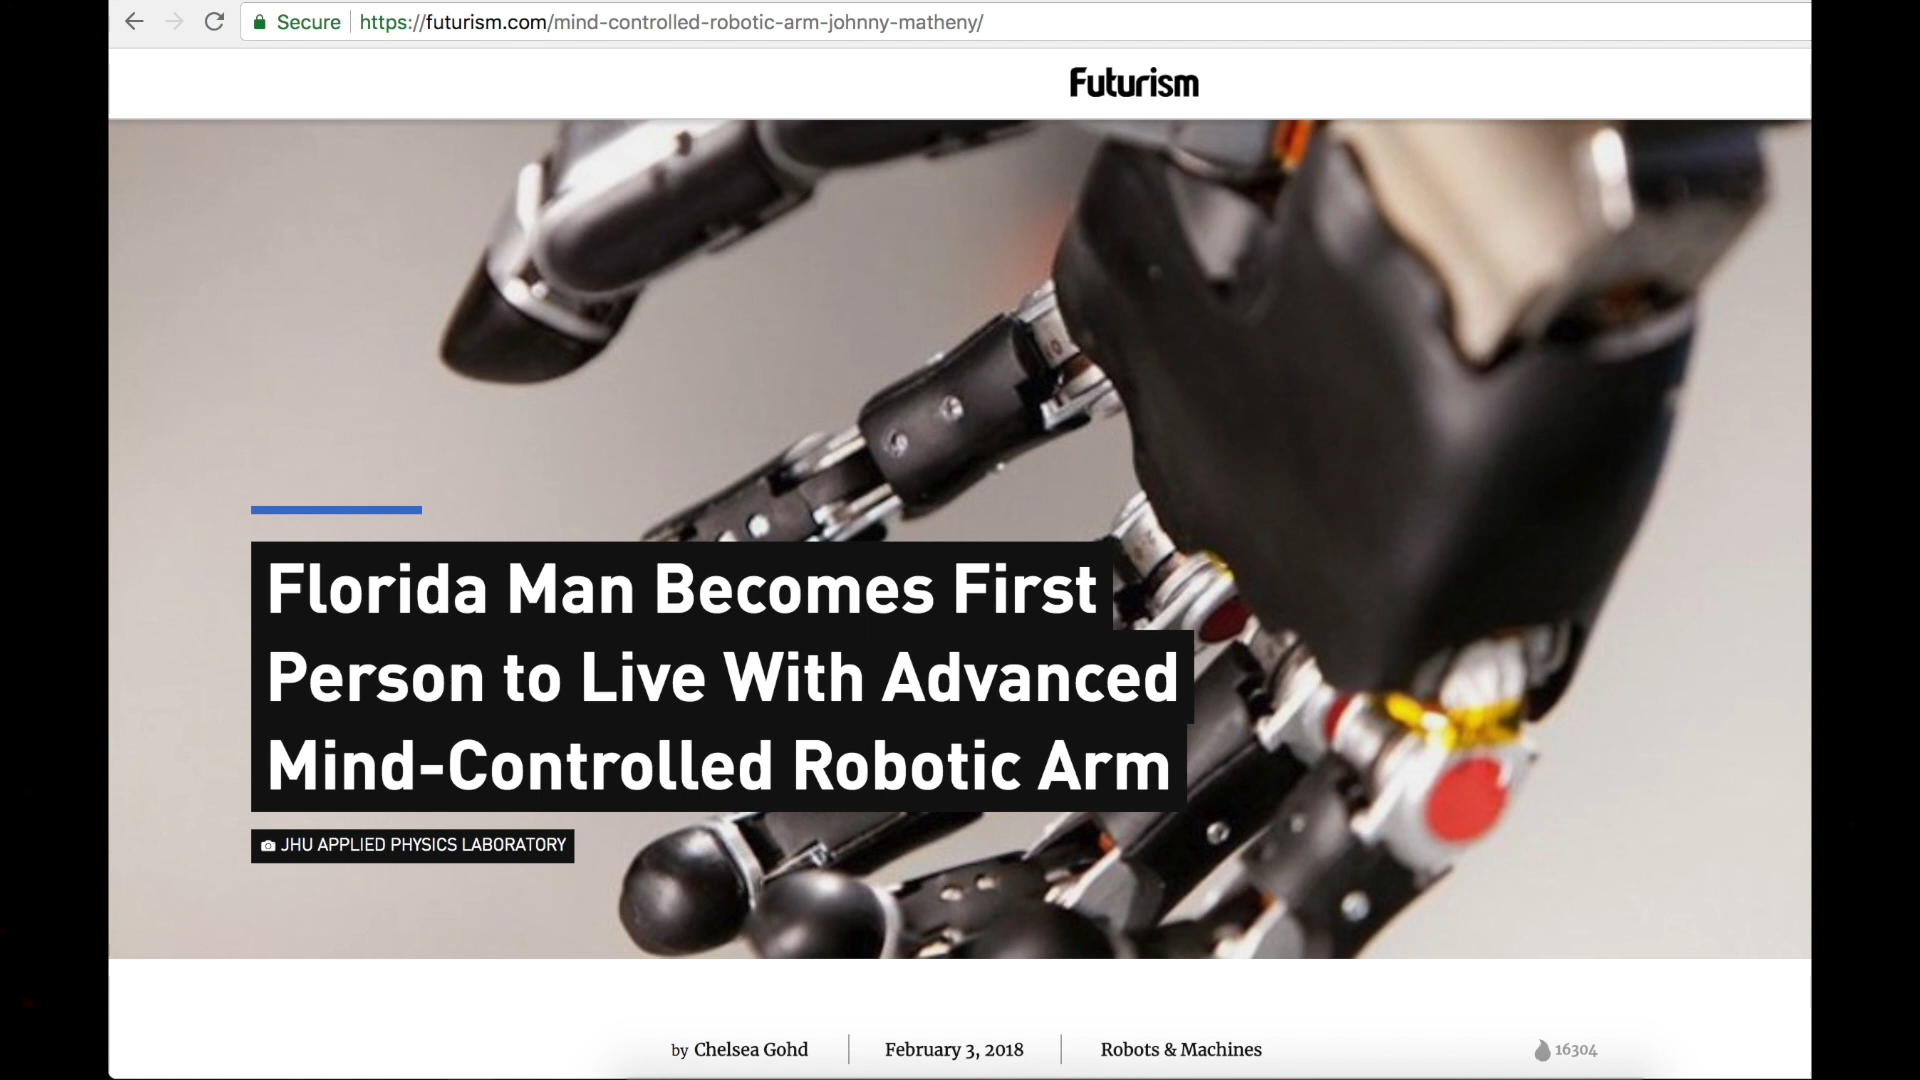 Secure https://futurism.com/mind-controlled-robotic-arm-johnny-matheny/
Futurism
Florida Man Becomes First
Person to Live With Advanced
Mind-Controlled Robotic Arm
JHU APPLIED PHYSICS LABORATORY
by Chelsea Gohd February 3, 2018 Robots & Machines 16304